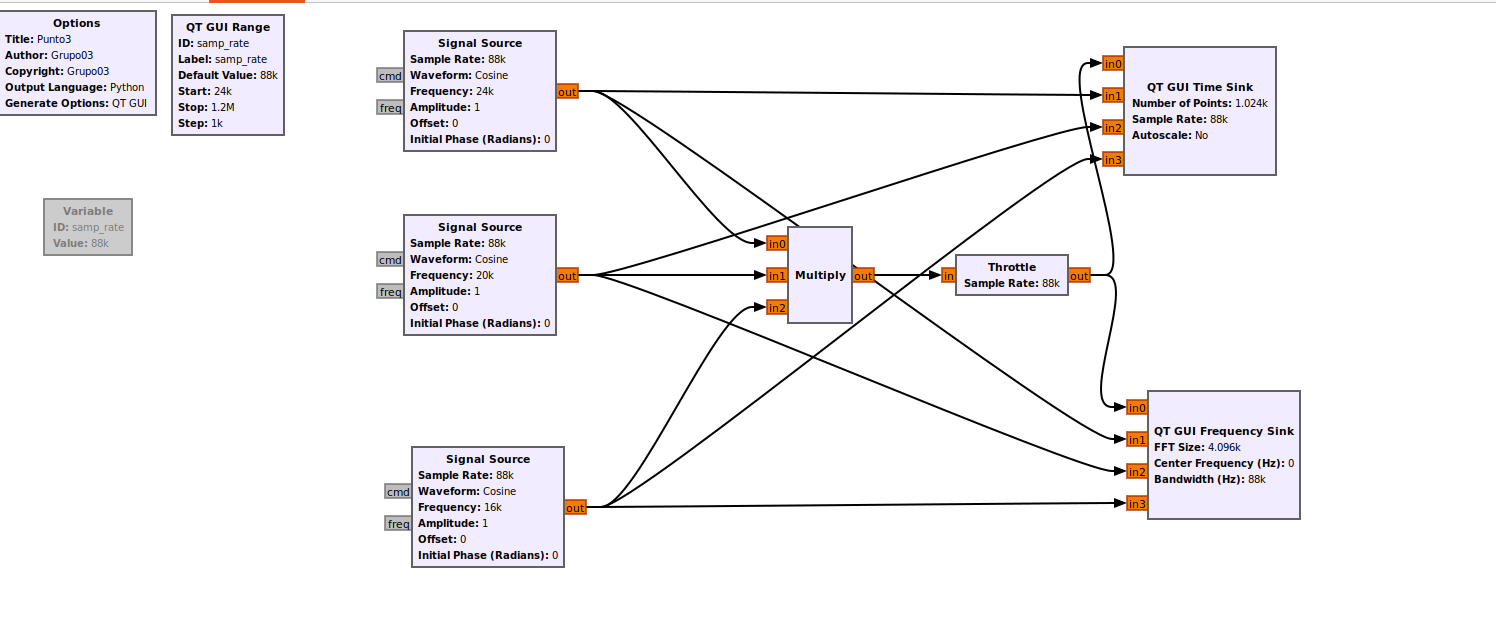 Options
Title: Punto3
Author: Grupo03
Copyright: Grupo03
Output Language: Python
Generate Options: QT GUI
QT GUI Range
ID: samp_rate
Label: samp_rate
Default Value: 88k
Start: 24k
Stop: 1.2M
Step: 1k
Variable
ID: samp_rate
Value: 88k
Signal Source
Sample Rate: 88k
cmd
Waveform: Cosine
Frequency: 24k
out
freq
Amplitude: 1
Offset: 0
Initial Phase (Radians): 0
Signal Source
Sample Rate: 88k
cmd
Waveform: Cosine
Frequency: 20k
out
freq
Amplitude: 1
Offset: 0
Initial Phase (Radians): 0
Signal Source
Sample Rate: 88k
cmd
Waveform: Cosine
Frequency: 16k
out
freq
Amplitude: 1
Offset: 0
Initial Phase (Radians): 0
in0
in1
in2
Multiply
out
in
Throttle
Sample Rate: 88k
out
in0
in1
in2
in3
QT GUI Time Sink
Number of Points: 1.024k
Sample Rate: 88k
Autoscale: No
in0
in1
in2
in3
QT GUI Frequency Sink
FFT Size: 4.096k
Center Frequency (Hz): 0
Bandwidth (Hz): 88k